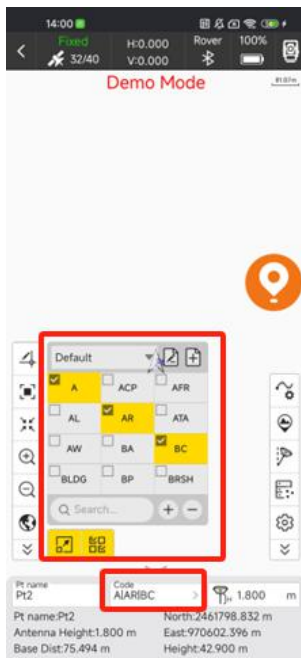 14:00
Fixed H:0.000 Rover 100%
32/40 V:0.000
Demo Mode
Default
A ACP AFR
AL AR ATA
AW BA BC
BLDG BP BRSH
Search...
Pt name Code
Pt2 A|AR|BC > 1.800 m
Pt name:Pt2 North:2461798.832 m
Antenna Height:1.800 m East:970602.396 m
Base Dist:75.494 m Height:42.900 m